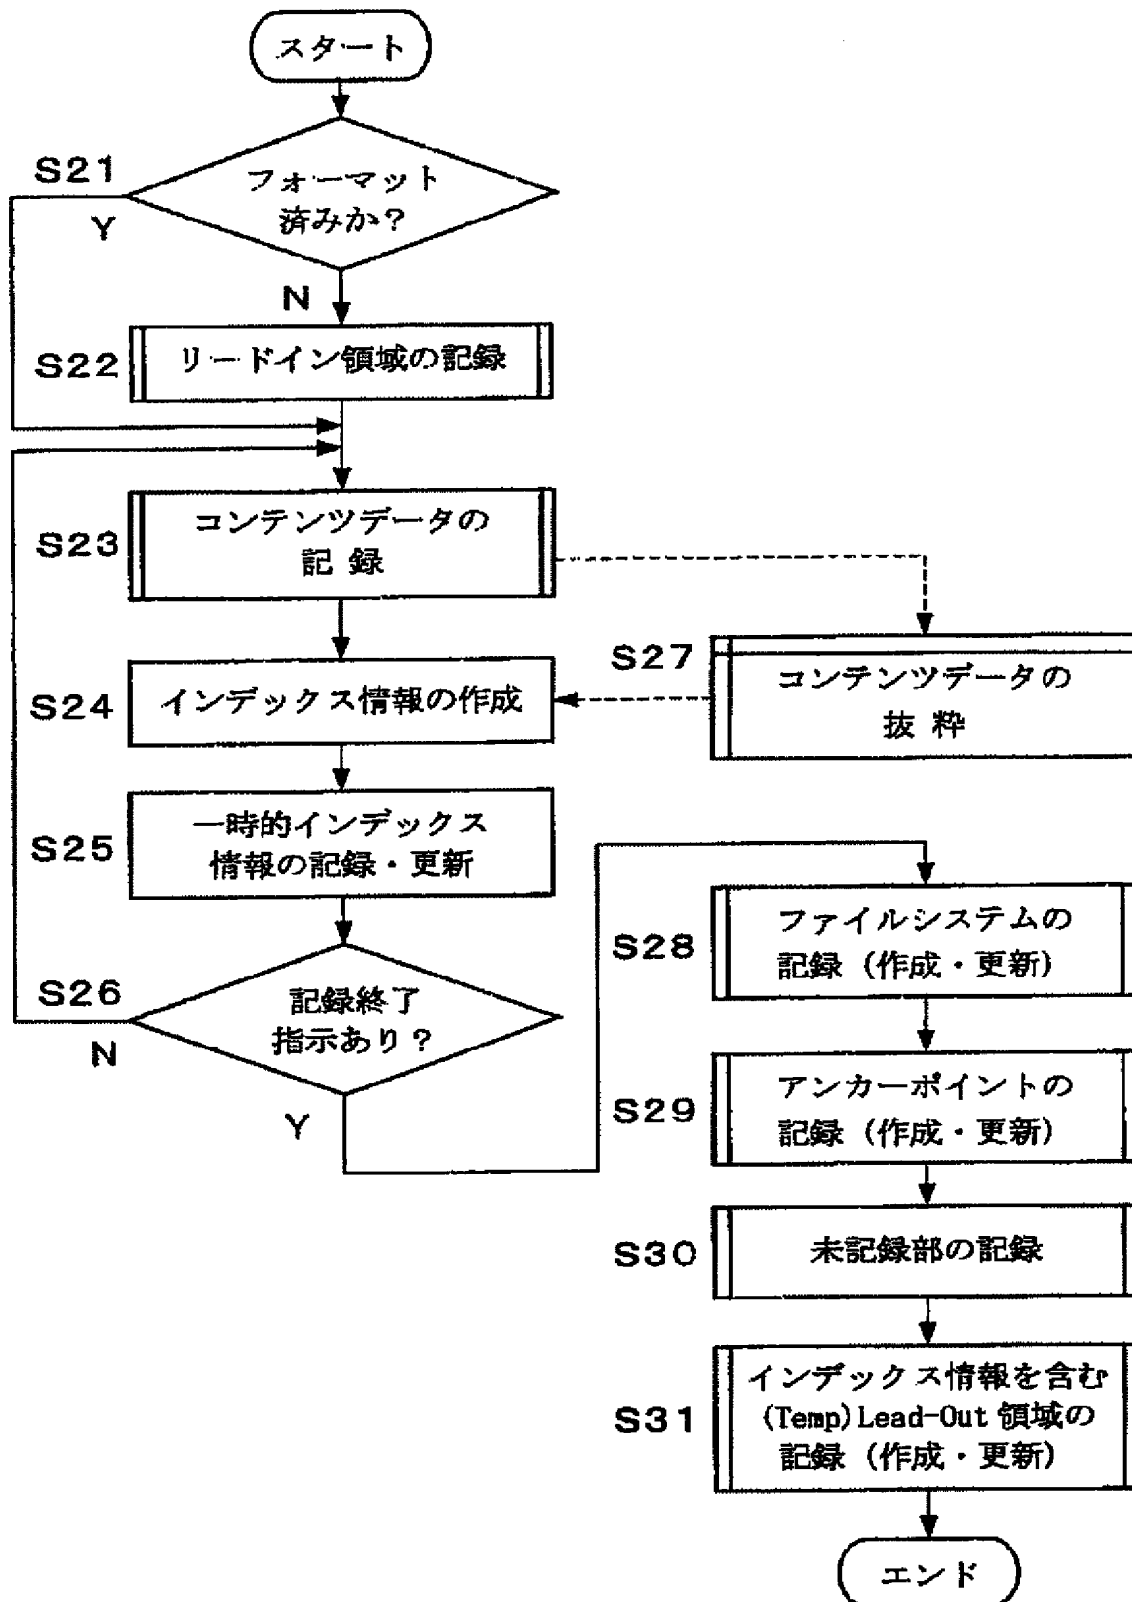 スタート
S21
フォーマット
済みか?
Y
N
S22
リードイン領域の記録
S23
コンテンツデータの
記 録
S27
コンテンツデータの
抜 粋
S24
インデックス情報の作成
S25
一時的インデックス
情報の記録・更新
S26
記録終了
指示あり?
N
Y
S28
ファイルシステムの
記録 (作成・更新)
S29
アンカーポイントの
記録 (作成・更新)
S30
未記録部の記録
S31
インデックス情報を含む
(Temp)Lead-Out 領域の
記録 (作成・更新)
エンド